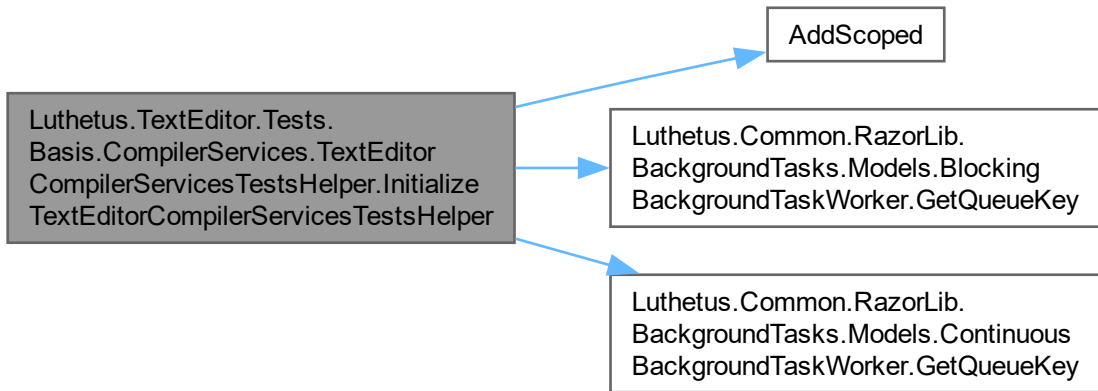 Luthetus.TextEditor.Tests.
Basis.CompilerServices.TextEditor
CompilerServicesTestsHelper.Initialize
TextEditorCompilerServicesTestsHelper
AddScoped
Luthetus.Common.RazorLib.
BackgroundTasks.Models.Blocking
BackgroundTaskWorker.GetQueueKey
Luthetus.Common.RazorLib.
BackgroundTasks.Models.Continuous
BackgroundTaskWorker.GetQueueKey